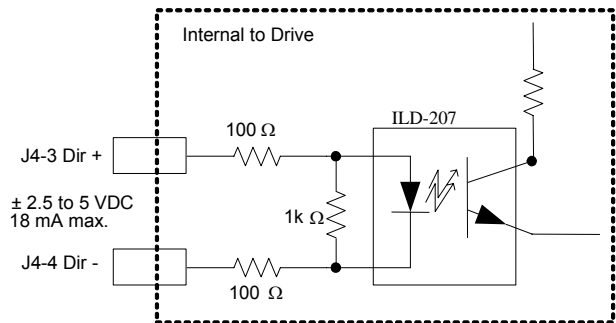 Internal to Drive
100 Ω
ILD-207
J4-3 Dir +
± 2.5 to 5 VDC
18 mA max.
1k Ω
J4-4 Dir -
100 Ω